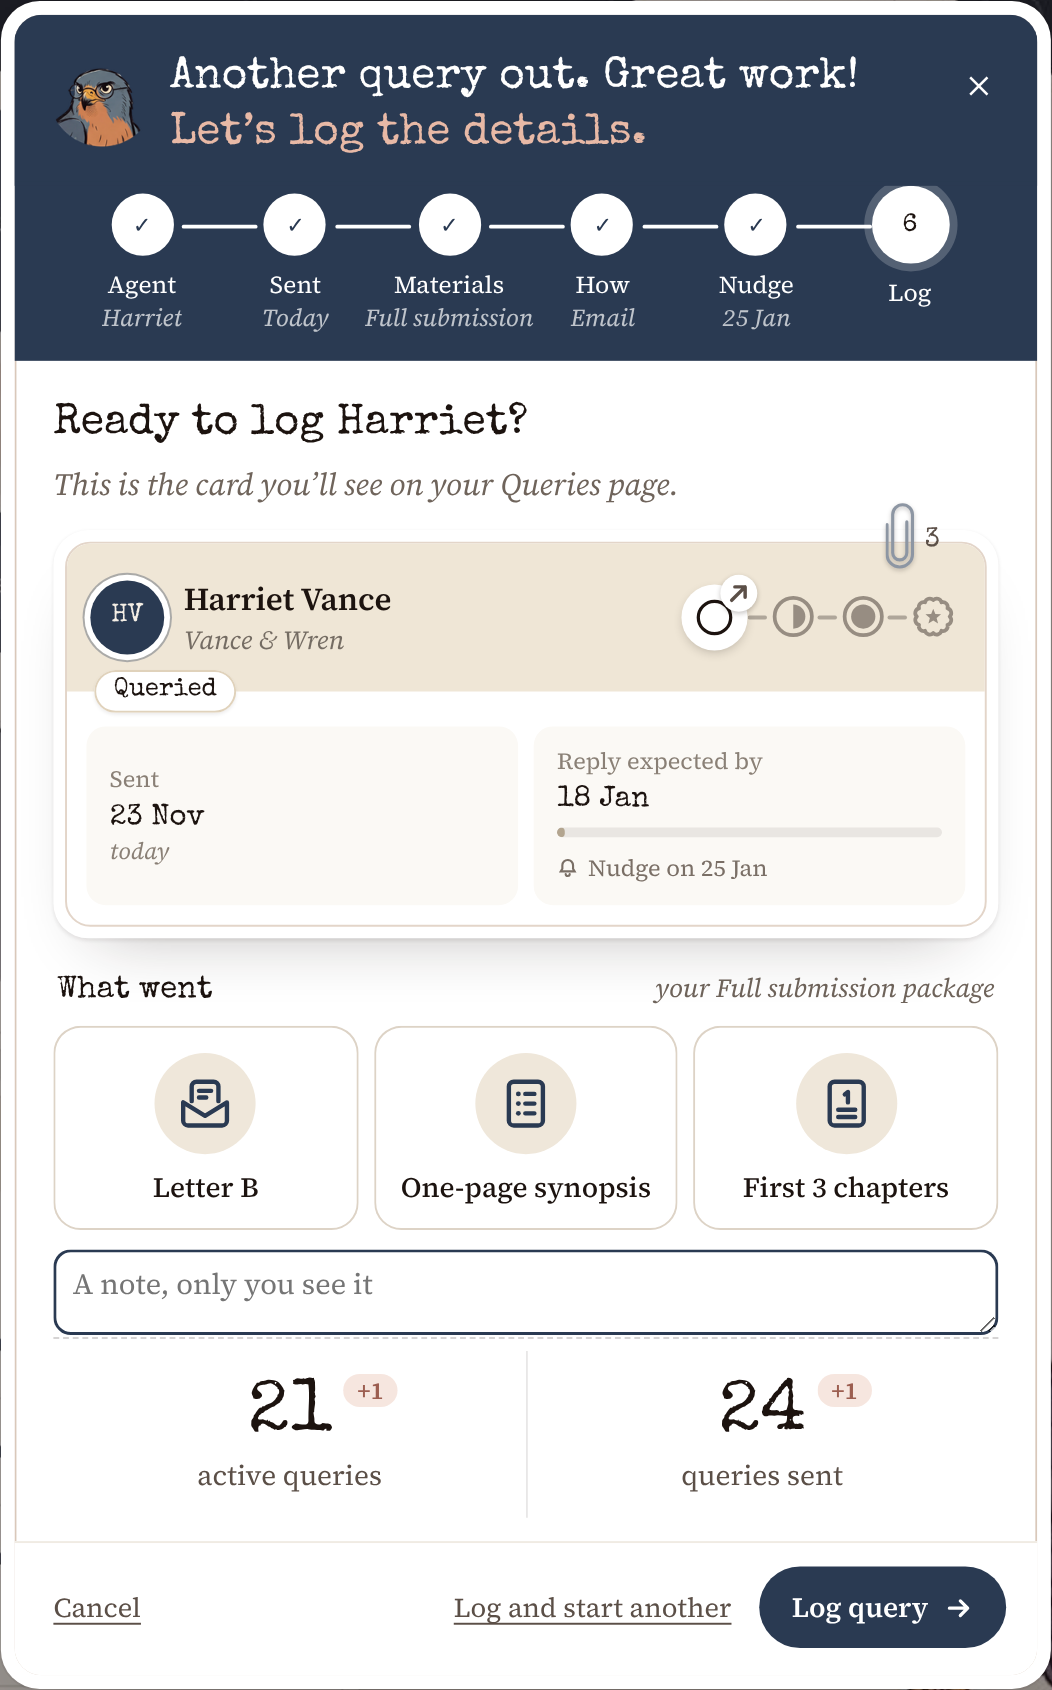 Another query out. Great work!
Let’s log the details.
✓ ✓ ✓ ✓ ✓ 6
Agent Sent Materials How Nudge Log
Harriet Today Full submission Email 25 Jan
Ready to log Harriet?
This is the card you’ll see on your Queries page.
3
HV
Harriet Vance
Vance & Wren
Queried
Sent
23 Nov
today
Reply expected by
18 Jan
Nudge on 25 Jan
What went
your Full submission package
Letter B
One-page synopsis
1
First 3 chapters
A note, only you see it
21 +1
active queries
24 +1
queries sent
Cancel
Log and start another
Log query →